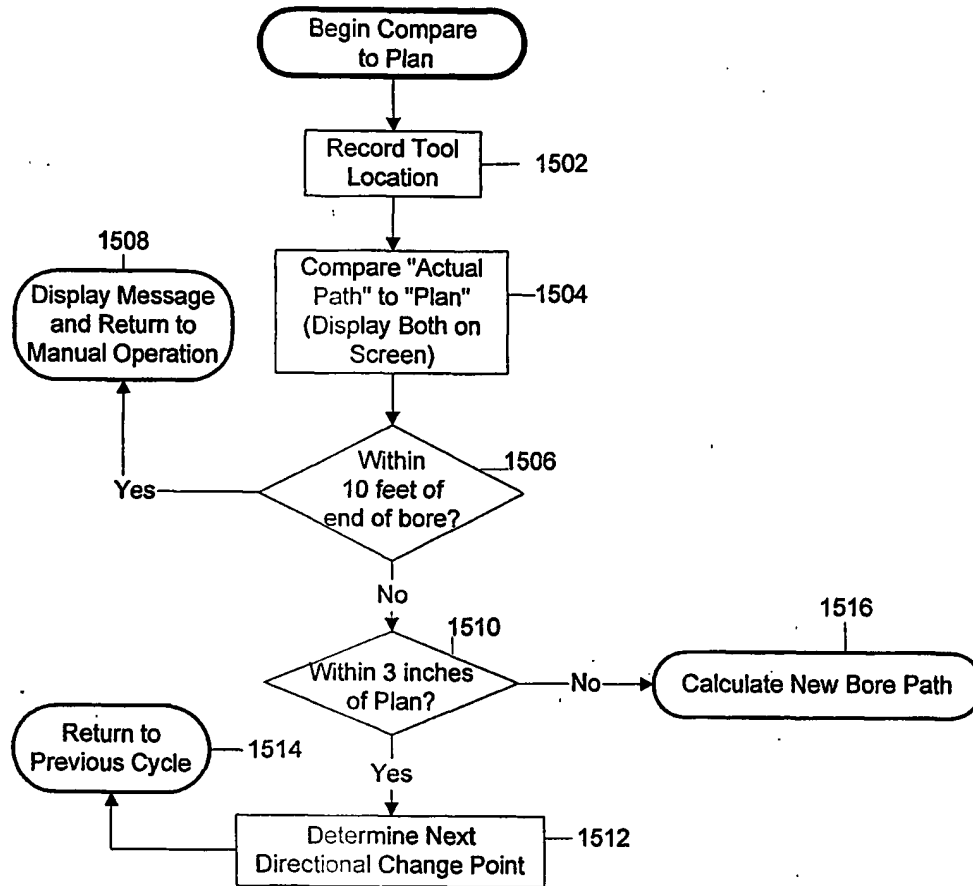 Begin Compare
to Plan
Record Tool
Location
1502
1508
Display Message
and Return to
Manual Operation
Compare "Actual
Path" to "Plan"
(Display Both on
Screen)
1504
Within
10 feet of
end of bore?
1506
Yes
No
1510
Within 3 inches
of Plan?
No
1516
Calculate New Bore Path
Return to
Previous Cycle
1514
Yes
Determine Next
Directional Change Point
1512